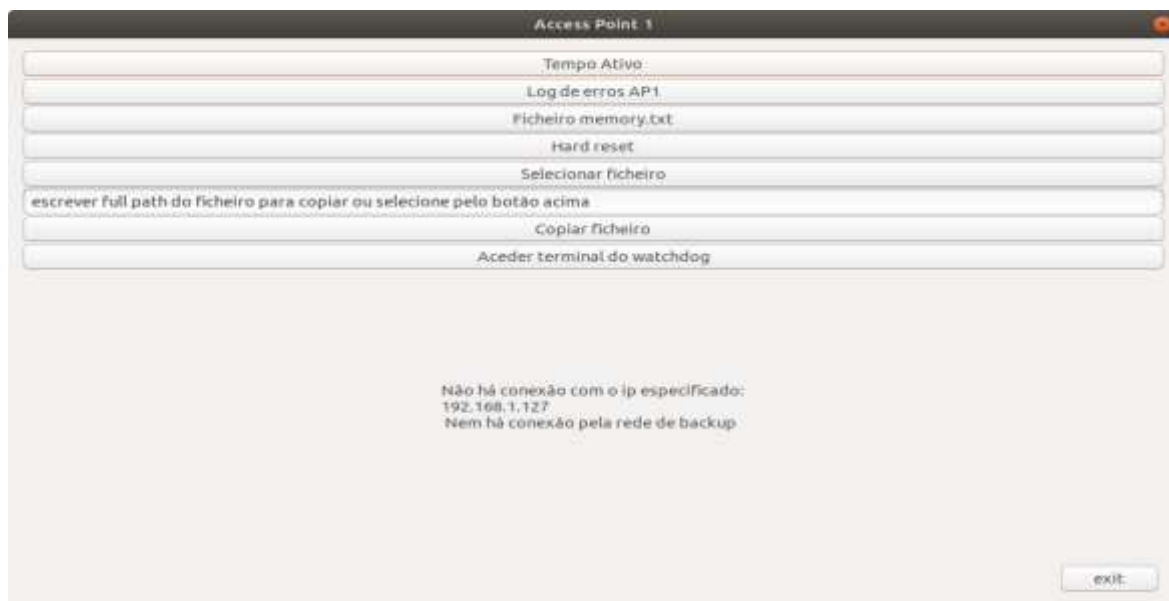 Access Point 1
Tempo Ativo
Log de erros AP1
Ficheiro memory.txt
Hard reset
Selecionar ficheiro
escrever full path do ficheiro para copiar ou selecione pelo botão acima
Copiar ficheiro
Aceder terminal do watchdog
Não há conexão com o ip especificado:
192.168.1.127
Nem há conexão pela rede de backup
exit